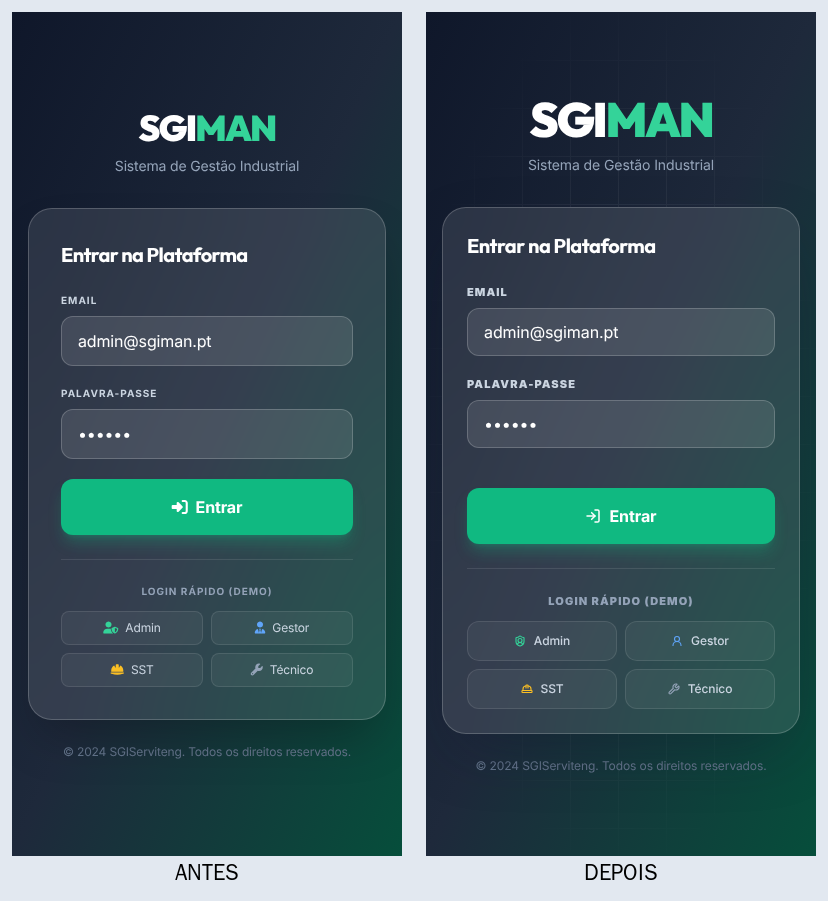 SGIMAN
Sistema de Gestão Industrial
Entrar na Plataforma
EMAIL
admin@sgiman.pt
PALAVRA-PASSE
••••••
Entrar
LOGIN RÁPIDO (DEMO)
Admin
Gestor
SST
Técnico
© 2024 SGIServiteng. Todos os direitos reservados.
ANTES
SGIMAN
Sistema de Gestão Industrial
Entrar na Plataforma
EMAIL
admin@sgiman.pt
PALAVRA-PASSE
••••••
Entrar
LOGIN RÁPIDO (DEMO)
Admin
Gestor
SST
Técnico
© 2024 SGIServiteng. Todos os direitos reservados.
DEPOIS